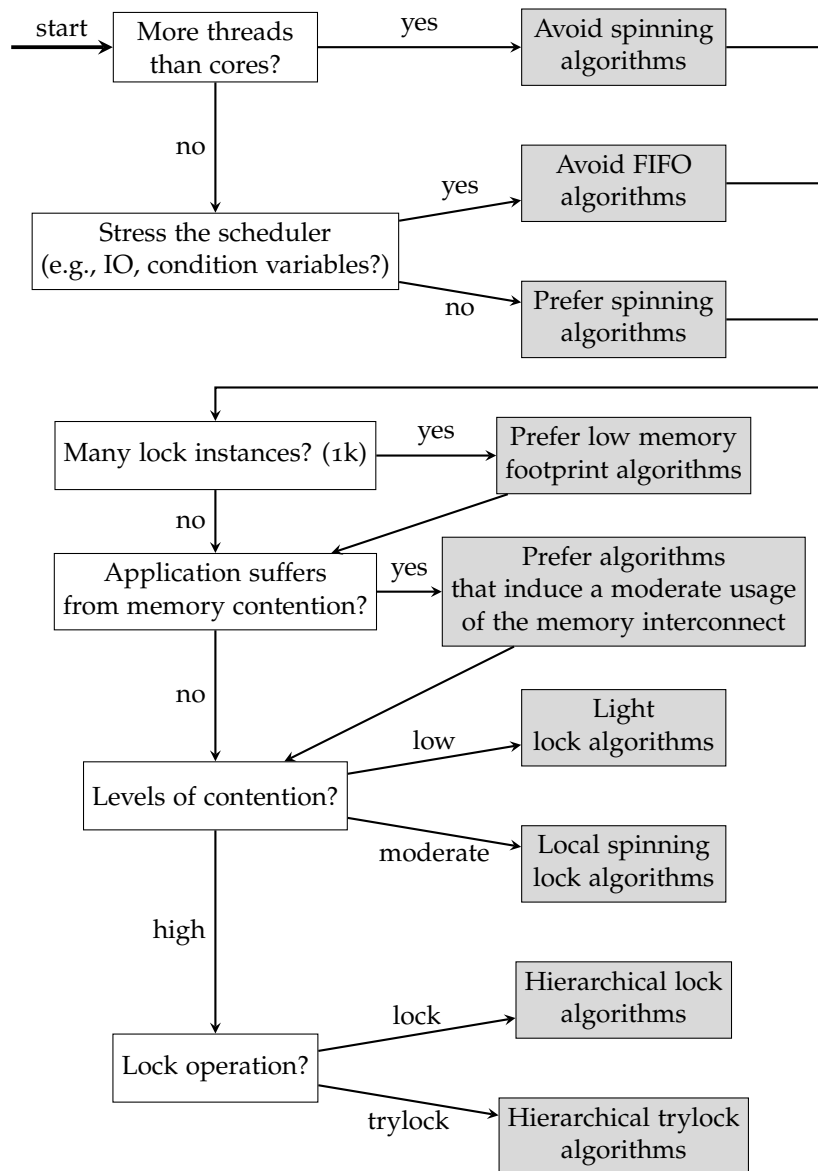 start
More threads
than cores?
yes
Avoid spinning
algorithms
no
Stress the scheduler
(e.g., IO, condition variables?)
yes
Avoid FIFO
algorithms
no
Prefer spinning
algorithms
Many lock instances? (1k)
yes
Prefer low memory
footprint algorithms
no
Application suffers
from memory contention?
yes
Prefer algorithms
that induce a moderate usage
of the memory interconnect
no
Levels of contention?
low
Light
lock algorithms
moderate
Local spinning
lock algorithms
high
Lock operation?
lock
Hierarchical lock
algorithms
trylock
Hierarchical trylock
algorithms